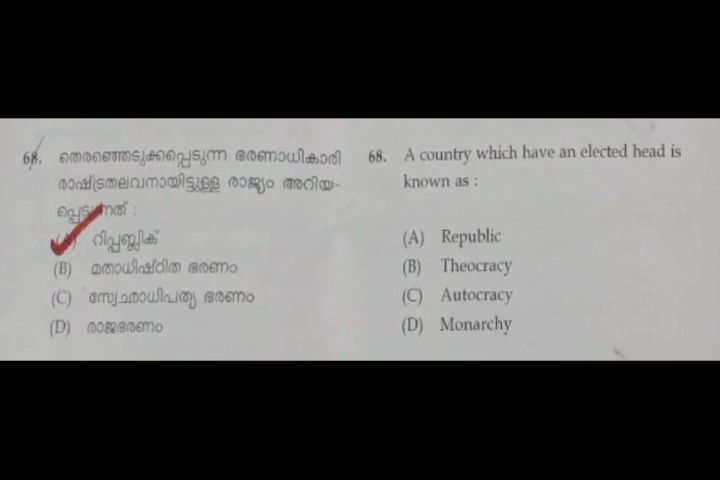 68. തെരഞ്ഞെടുക്കപ്പെടുന്ന ഭരണാധികാരി
രാഷ്ട്രതലവനായിട്ടുള്ള രാജ്യം അറിയ-
പ്പെടുന്നത് :
(A) റിപ്പബ്ലിക്
(B) മതാധിഷ്ഠിത ഭരണം
(C) സ്വേഛാധിപത്യ ഭരണം
(D) രാജഭരണം
68. A country which have an elected head is
known as :
(A) Republic
(B) Theocracy
(C) Autocracy
(D) Monarchy